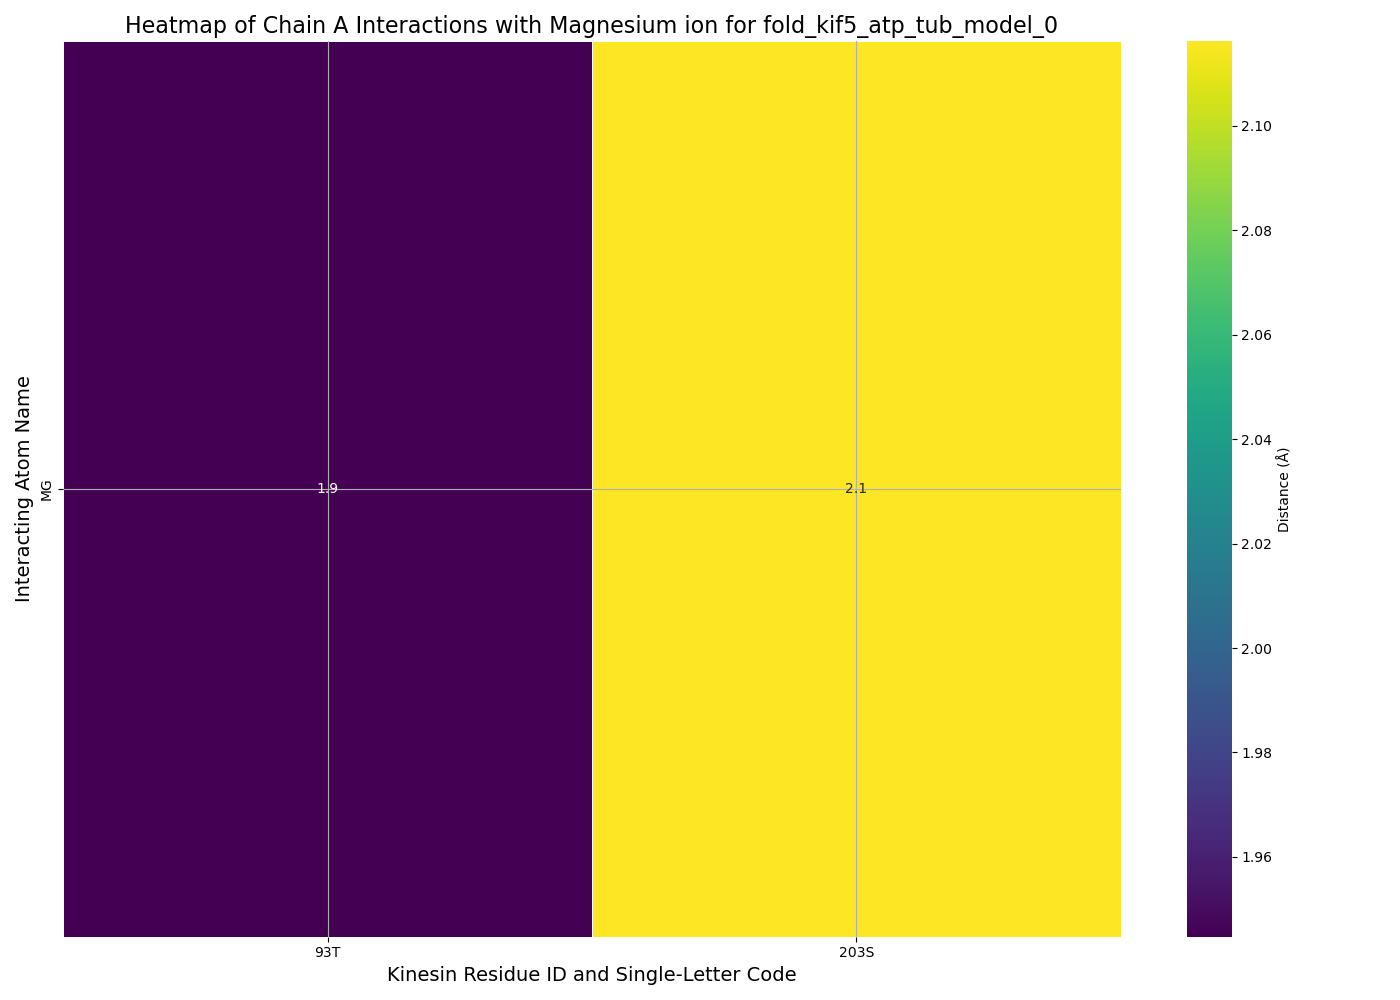 Heatmap of Chain A Interactions with Magnesium ion for fold_kif5_atp_tub_model_0
Interacting Atom Name
MG
1.9
2.1
93T
203S
Kinesin Residue ID and Single-Letter Code
2.10
2.08
2.06
2.04
2.02
2.00
1.98
1.96
Distance (Å)